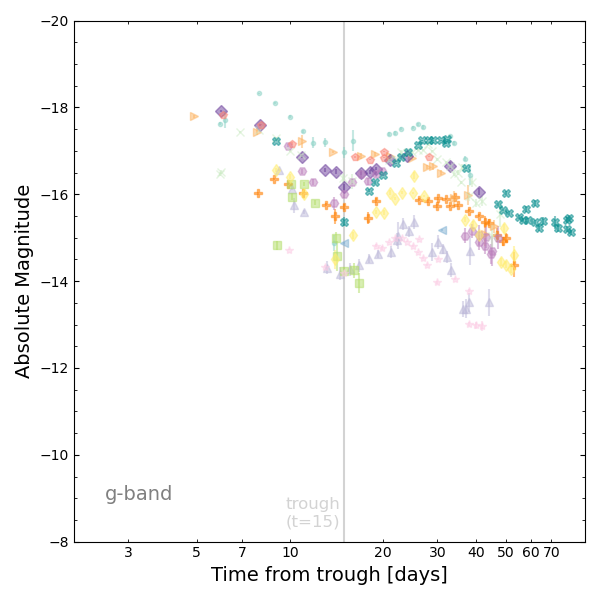 −20
−18
−16
−14
−12
−10
−8
Absolute Magnitude
g-band
trough
(t=15)
3 5 7 10 20 30 40 50 60 70
Time from trough [days]